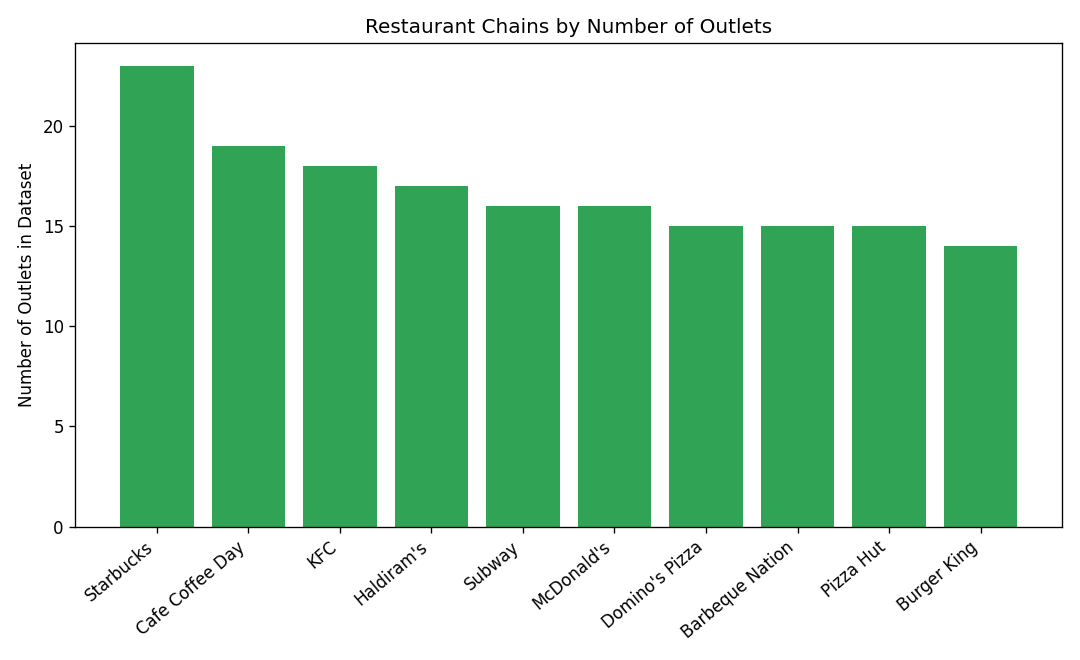 Restaurant Chains by Number of Outlets
Number of Outlets in Dataset
20
15
10
5
0
Starbucks
Cafe Coffee Day
KFC
Haldiram's
Subway
McDonald's
Domino's Pizza
Barbeque Nation
Pizza Hut
Burger King